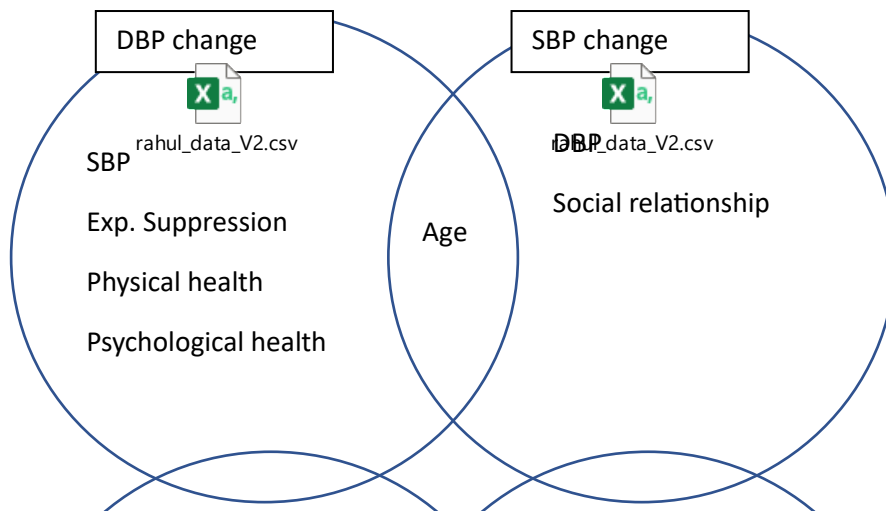 DBP change
SBP change
X a,
X a,
rahul_data_V2.csv
rahul_data_V2.csv
SBP
DBP
Exp. Suppression
Social relationship
Age
Physical health
Psychological health